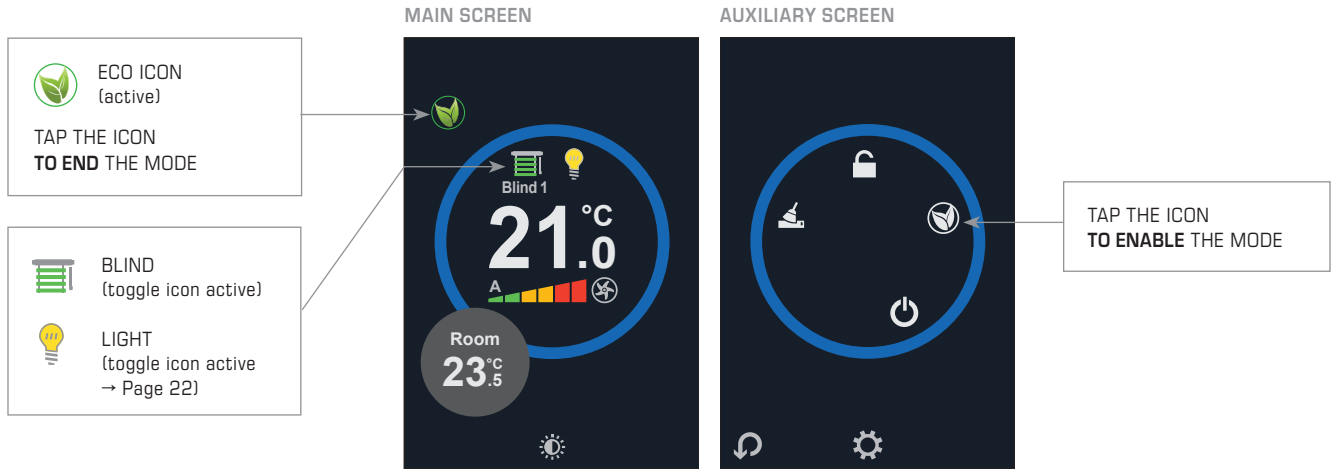 MAIN SCREEN
AUXILIARY SCREEN
ECO ICON
(active)
TAP THE ICON
TO END THE MODE
BLIND
(toggle icon active)
LIGHT
(toggle icon active
→ Page 22)
Blind 1
21.0 °C
A
Room
23.5 °C
TAP THE ICON
TO ENABLE THE MODE